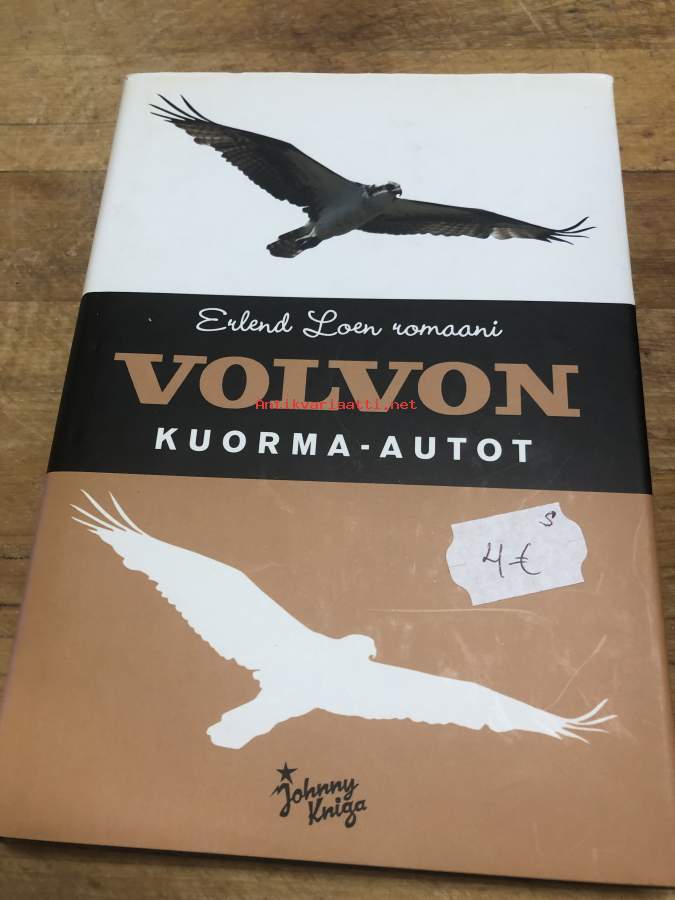 Erlend Loen romaani
VOLVON
Antikvariaatti.net
KUORMA-AUTOT
s
4€
Johnny
Kniga